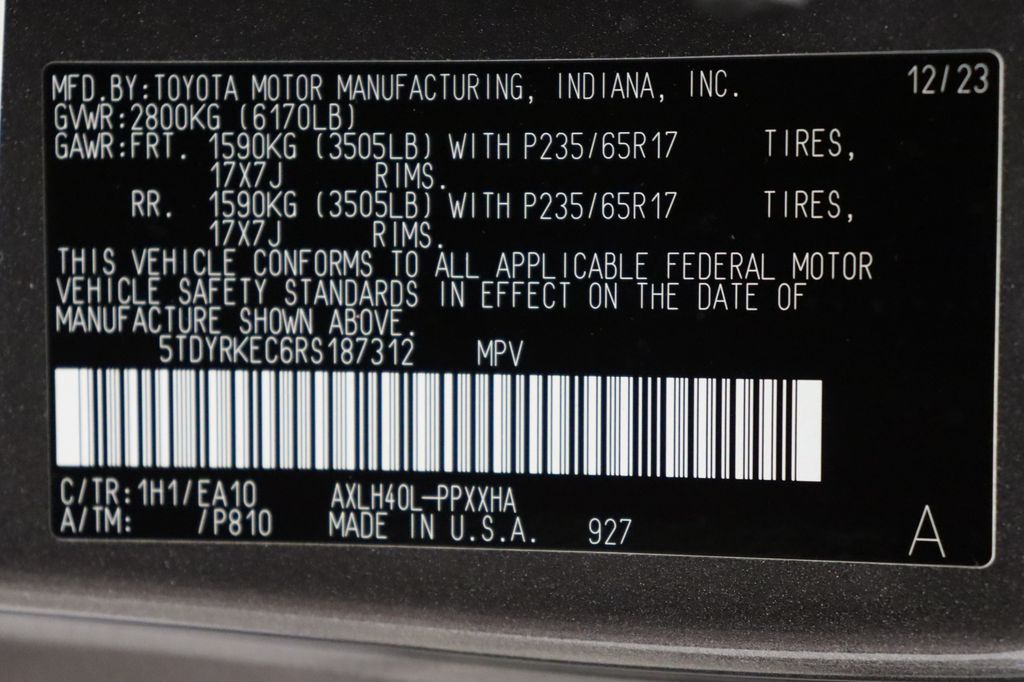 MFD.BY:TOYOTA MOTOR MANUFACTURING, INDIANA, INC. 12/23
GVWR:2800KG (6170LB)
GAWR:FRT. 1590KG (3505LB) WITH P235/65R17 TIRES,
17X7J RIMS.
RR. 1590KG (3505LB) WITH P235/65R17 TIRES,
17X7J RIMS.
THIS VEHICLE CONFORMS TO ALL APPLICABLE FEDERAL MOTOR
VEHICLE SAFETY STANDARDS IN EFFECT ON THE DATE OF
MANUFACTURE SHOWN ABOVE.
5TDYRKEC6RS187312 MPV
C/TR:1H1/EA10 AXLH40L-PPXXHA
A/TM: /P810 MADE IN U.S.A. 927 A